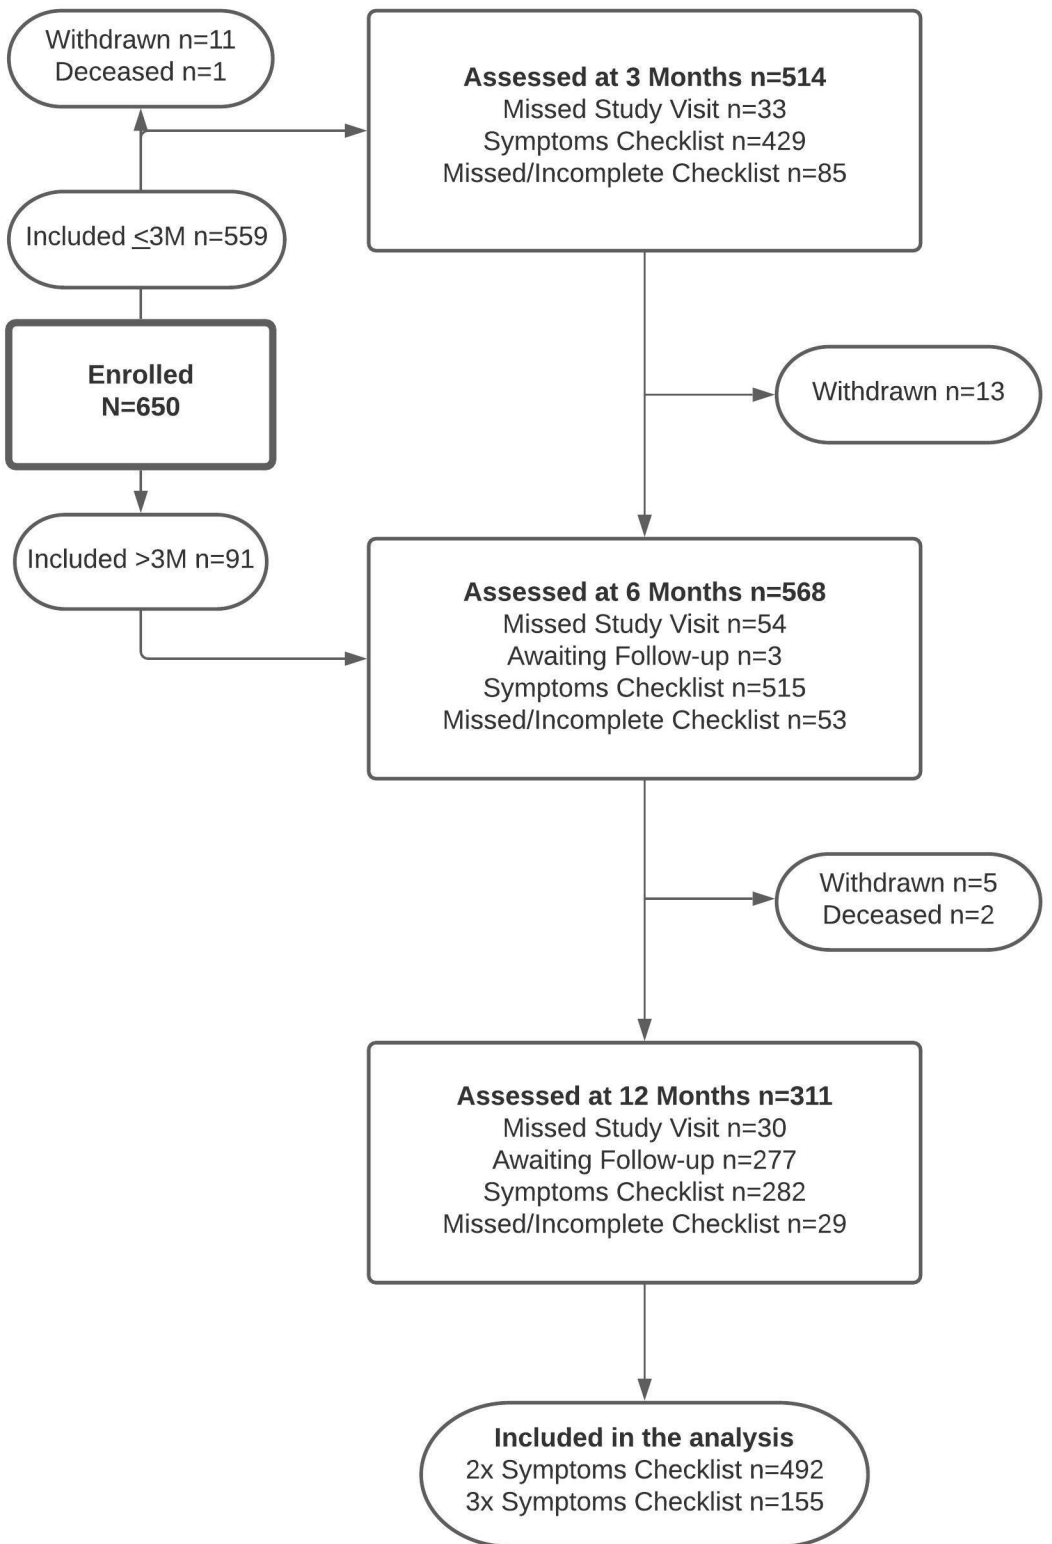 Withdrawn n=11
Deceased n=1
Assessed at 3 Months n=514
Missed Study Visit n=33
Symptoms Checklist n=429
Missed/Incomplete Checklist n=85
Included ≤3M n=559
Enrolled
N=650
Withdrawn n=13
Included >3M n=91
Assessed at 6 Months n=568
Missed Study Visit n=54
Awaiting Follow-up n=3
Symptoms Checklist n=515
Missed/Incomplete Checklist n=53
Withdrawn n=5
Deceased n=2
Assessed at 12 Months n=311
Missed Study Visit n=30
Awaiting Follow-up n=277
Symptoms Checklist n=282
Missed/Incomplete Checklist n=29
Included in the analysis
2x Symptoms Checklist n=492
3x Symptoms Checklist n=155